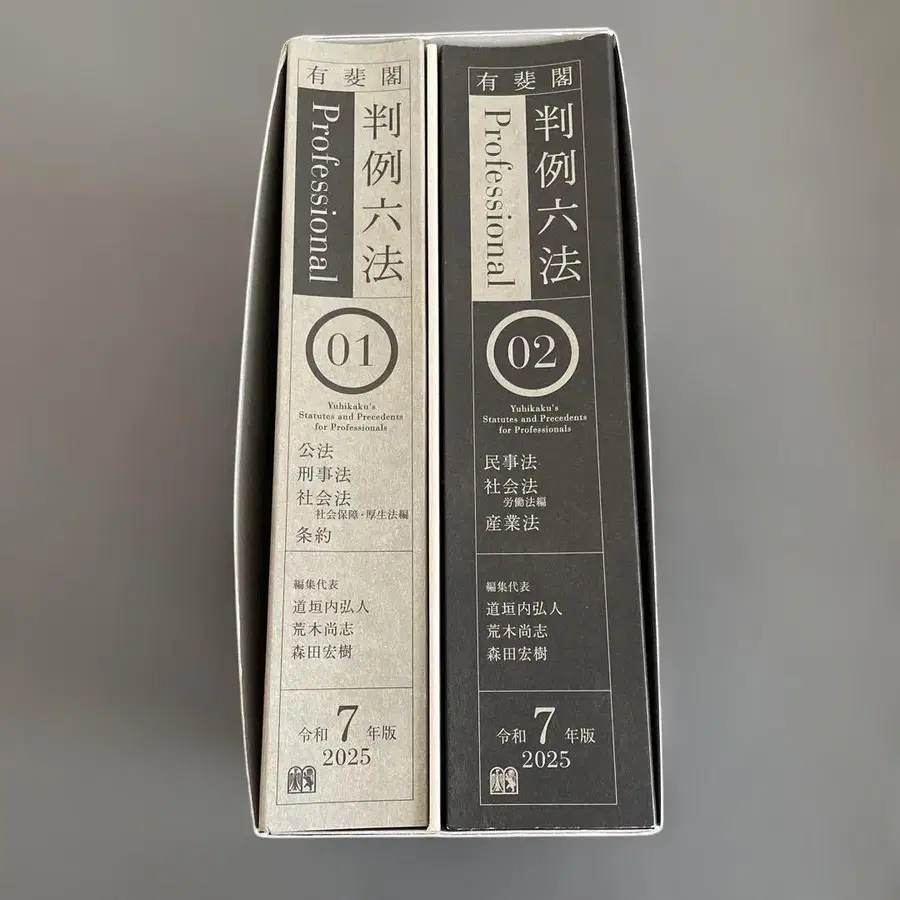 有斐閣
判例六法
Professional
01
Yuhikaku's
Statutes and Precedents
for Professionals
公法
刑事法
社会法
社会保障・厚生法編
条約
編集代表
道垣内弘人
荒木尚志
森田宏樹
令和7年版
2025
有斐閣
判例六法
Professional
02
Yuhikaku's
Statutes and Precedents
for Professionals
民事法
社会法
労働法編
産業法
編集代表
道垣内弘人
荒木尚志
森田宏樹
令和7年版
2025